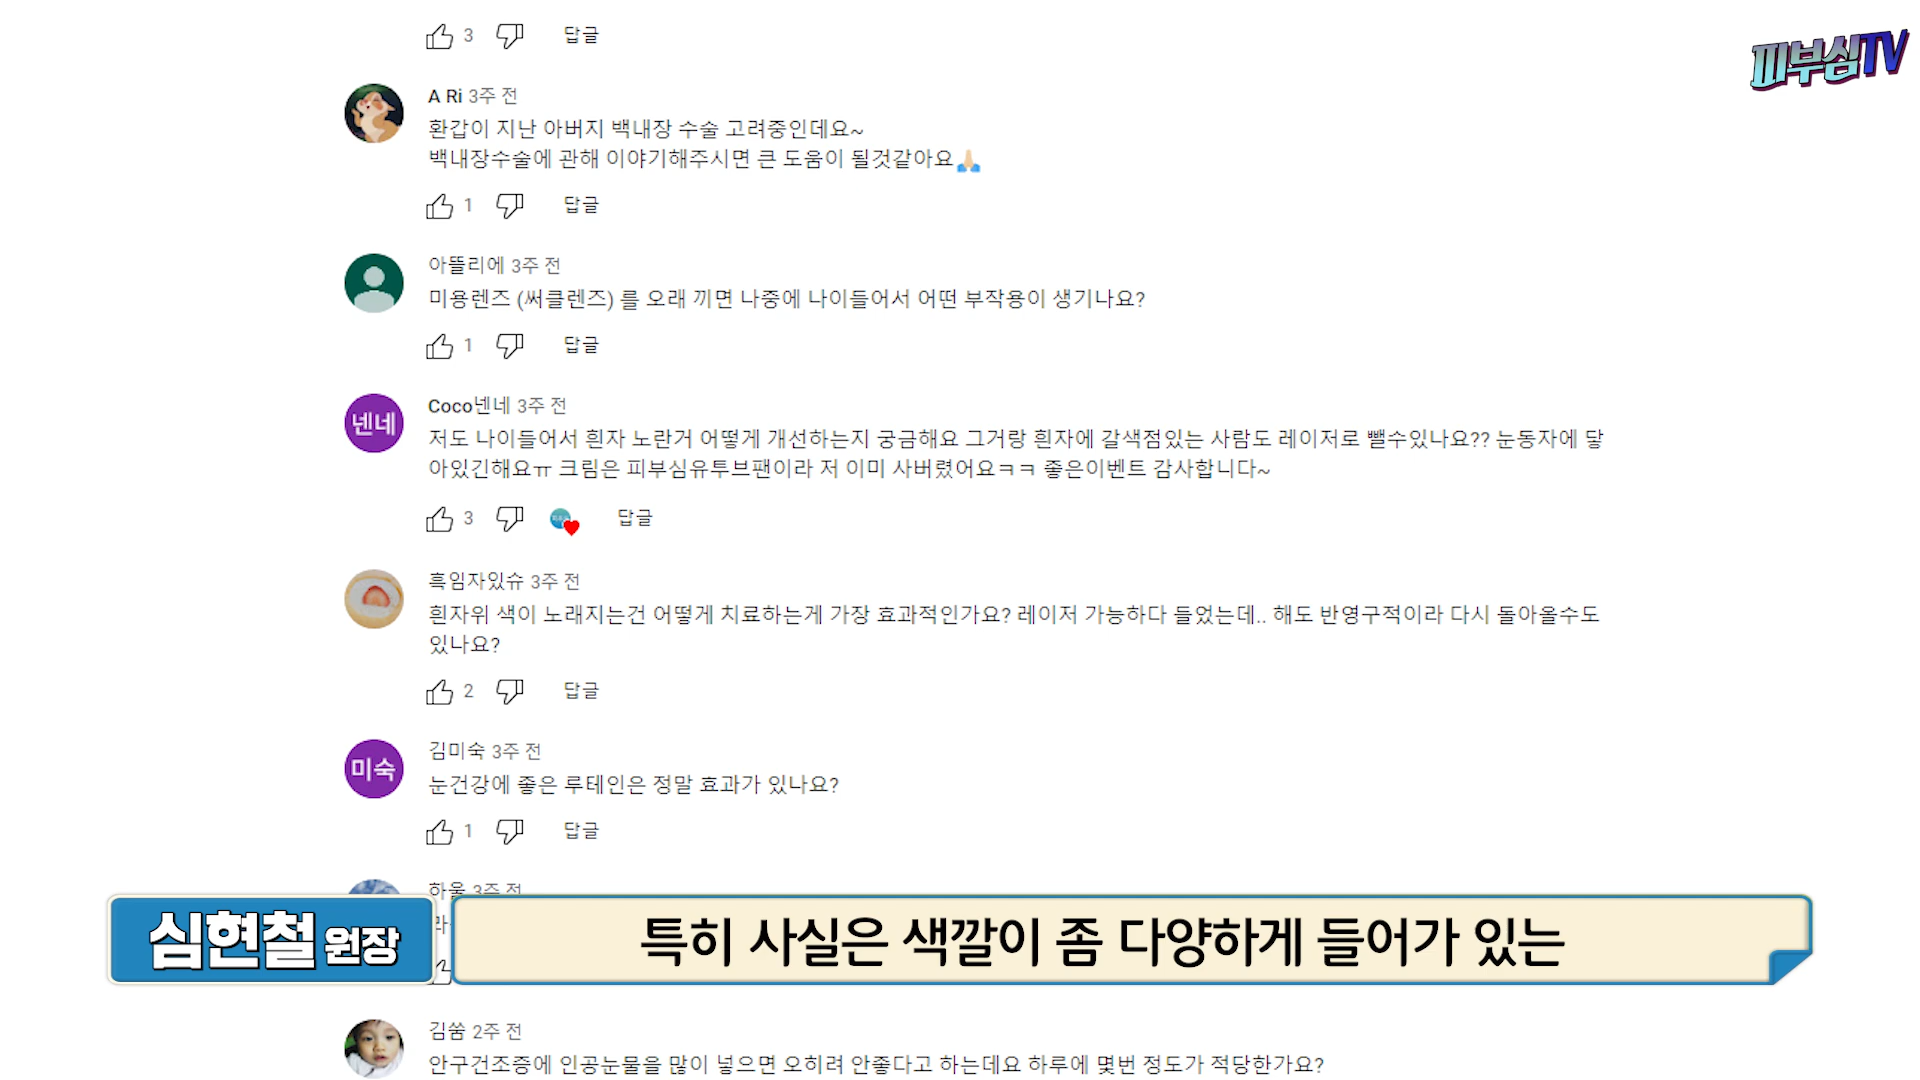 3 답글
피부심TV
A Ri 3주 전
환갑이 지난 아버지 백내장 수술 고려중인데요~
백내장수술에 관해 이야기해주시면 큰 도움이 될것같아요🙏🏻
1 답글
아뜰리에 3주 전
미용렌즈 (써클렌즈) 를 오래 끼면 나중에 나이들어서 어떤 부작용이 생기나요?
1 답글
넨네
Coco넨네 3주 전
저도 나이들어서 흰자 노란거 어떻게 개선하는지 궁금해요 그거랑 흰자에 갈색점있는 사람도 레이저로 뺄수있나요?? 눈동자에 닿
아있긴해요ㅠ 크림은 피부심유투브팬이라 저 이미 사버렸어요ㅋㅋ 좋은이벤트 감사합니다~
3 답글
흑임자있슈 3주 전
흰자위 색이 노래지는건 어떻게 치료하는게 가장 효과적인가요? 레이저 가능하다 들었는데.. 해도 반영구적이라 다시 돌아올수도
있나요?
2 답글
미숙
김미숙 3주 전
눈건강에 좋은 루테인은 정말 효과가 있나요?
1 답글
하울 3주 전
심현철 원장
특히 사실은 색깔이 좀 다양하게 들어가 있는
김쑴 2주 전
안구건조증에 인공눈물을 많이 넣으면 오히려 안좋다고 하는데요 하루에 몇번 정도가 적당한가요?